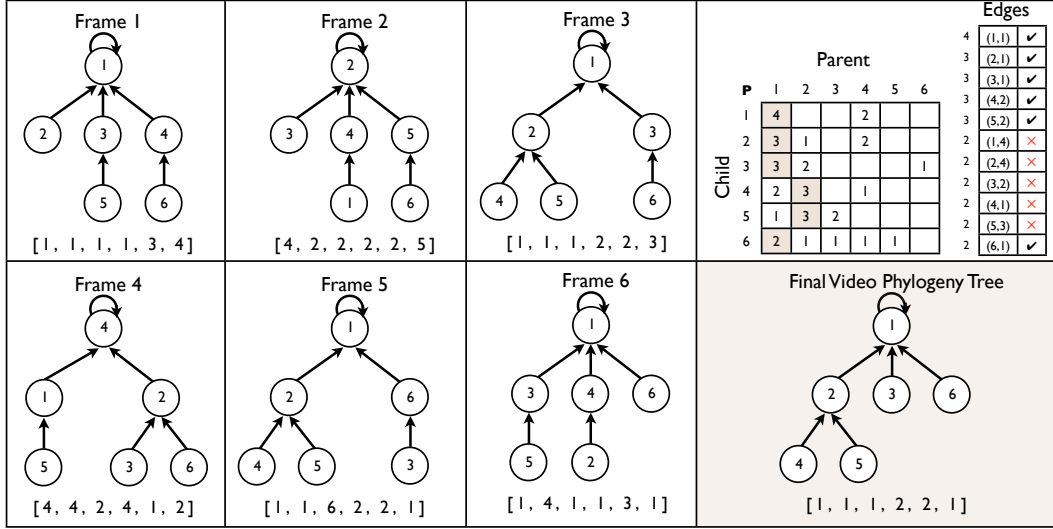 Frame 1
1
2 3 4
5 6
[1, 1, 1, 1, 3, 4]
Frame 2
2
3 4 5
1 6
[4, 2, 2, 2, 2, 5]
Frame 3
1
2 3
4 5 6
[1, 1, 1, 2, 2, 3]
Parent
P 1 2 3 4 5 6
Child
1 4 2
2 3 1 2
3 3 2 1
4 2 3 1
5 1 3 2
6 2 1 1 1 1
Edges
4 (1,1) ✔
3 (2,1) ✔
3 (3,1) ✔
3 (4,2) ✔
3 (5,2) ✔
2 (1,4) ×
2 (2,4) ×
2 (3,2) ×
2 (4,1) ×
2 (5,3) ×
2 (6,1) ✔
Frame 4
4
1 2
5 3 6
[4, 4, 2, 4, 1, 2]
Frame 5
1
2 6
4 5 3
[1, 1, 6, 2, 2, 1]
Frame 6
1
3 4 6
5 2
[1, 4, 1, 1, 3, 1]
Final Video Phylogeny Tree
1
2 3 6
4 5
[1, 1, 1, 2, 2, 1]